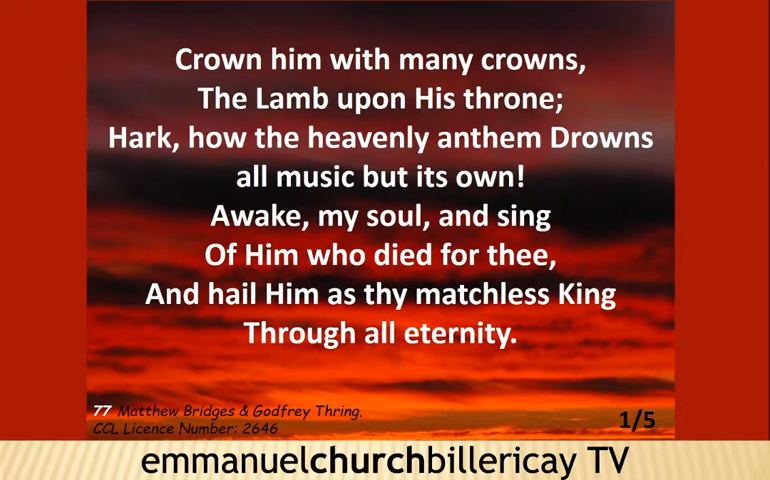 Crown him with many crowns,
The Lamb upon His throne;
Hark, how the heavenly anthem Drowns
all music but its own!
Awake, my soul, and sing
Of Him who died for thee,
And hail Him as thy matchless King
Through all eternity.
77 Matthew Bridges & Godfrey Thring.
CCL Licence Number: 2646
1/5
emmanuelchurchbillericay TV